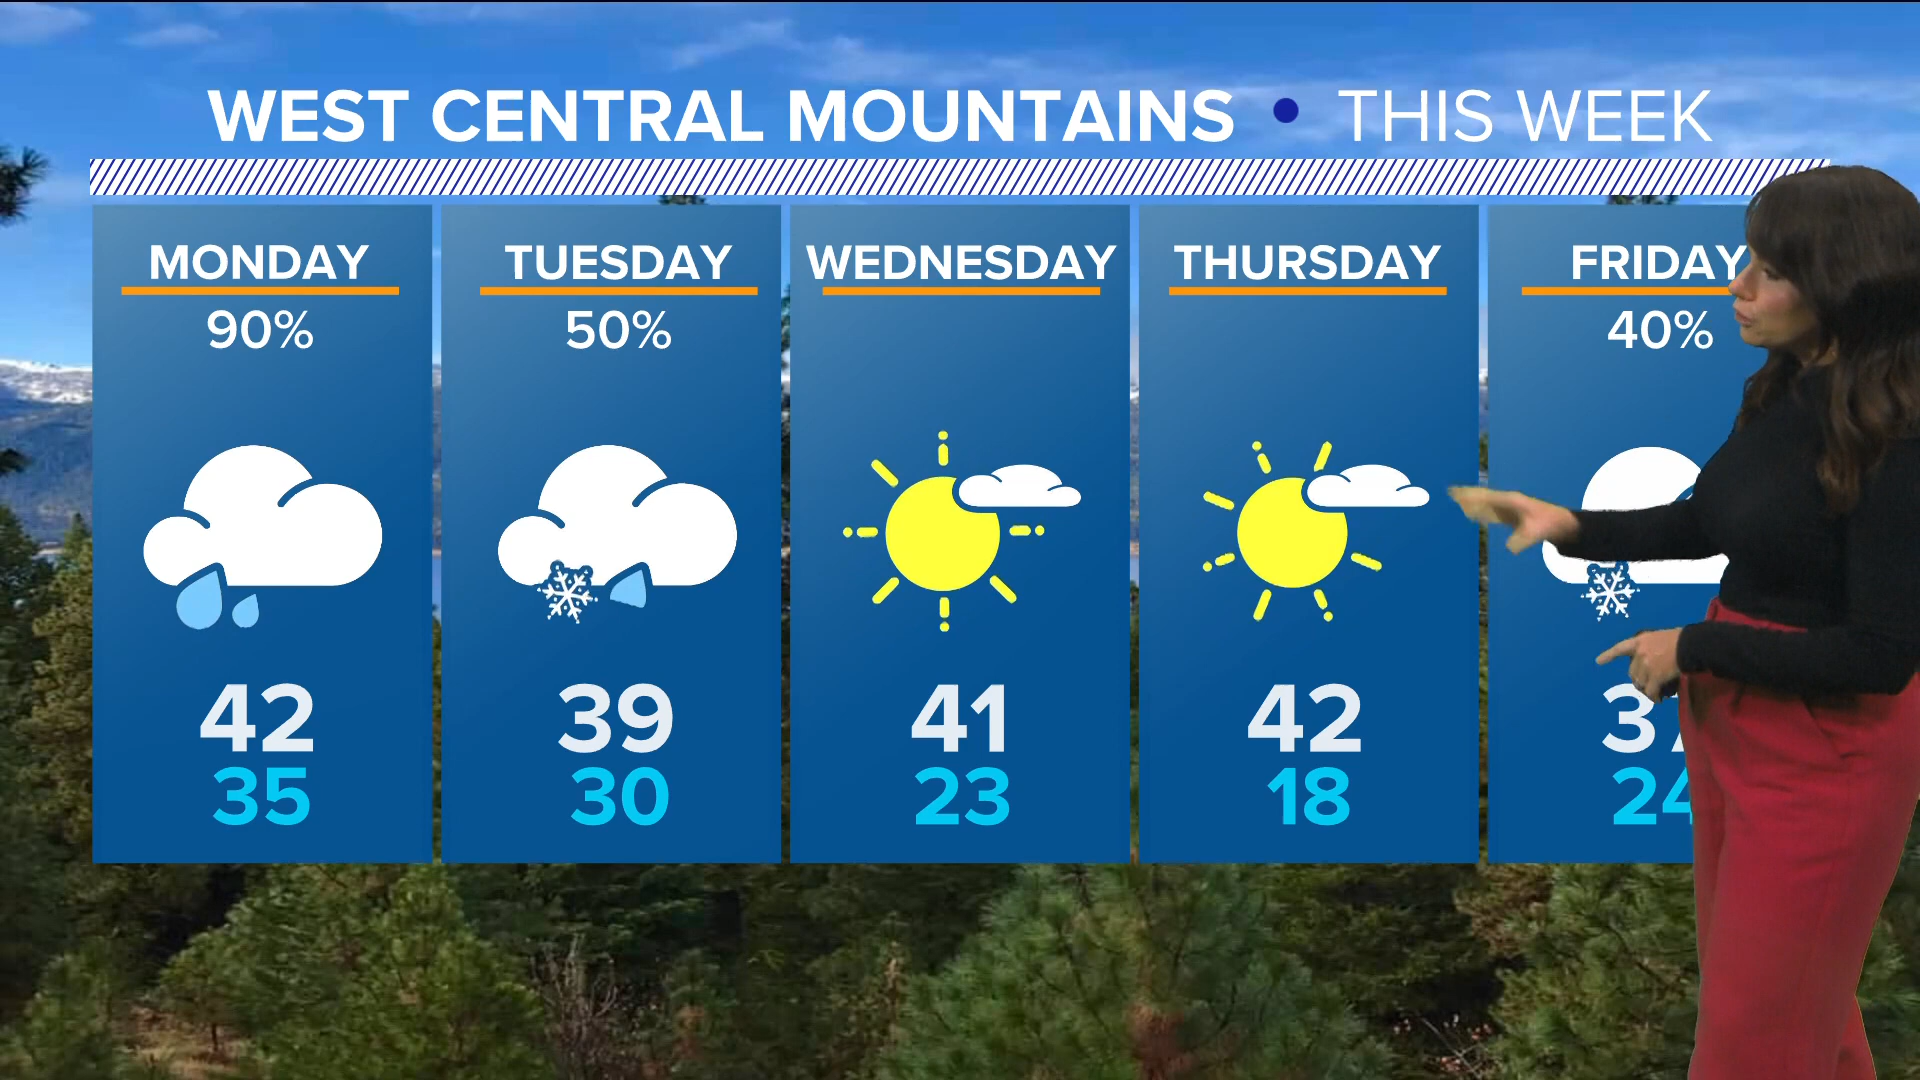 WEST CENTRAL MOUNTAINS • THIS WEEK
MONDAY
90%
42
35
TUESDAY
50%
39
30
WEDNESDAY
41
23
THURSDAY
42
18
FRIDAY
40%
24